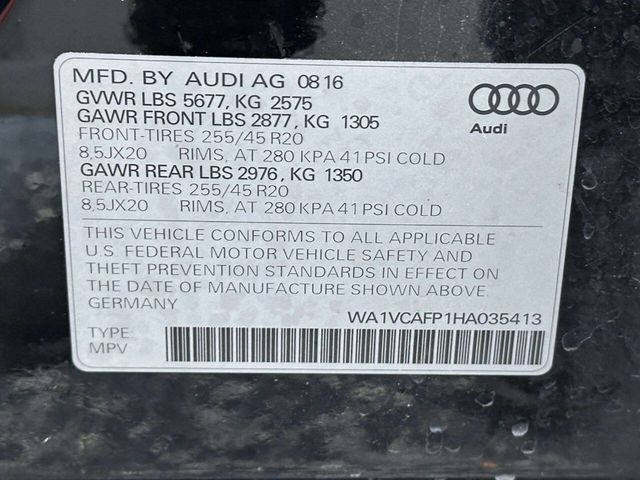 MFD. BY AUDI AG 08 16
GVWR LBS 5677, KG 2575
GAWR FRONT LBS 2877, KG 1305
FRONT-TIRES 255/45 R20
8,5JX20 RIMS, AT 280 KPA 41 PSI COLD
GAWR REAR LBS 2976, KG 1350
REAR-TIRES 255/45 R20
8,5JX20 RIMS, AT 280 KPA 41 PSI COLD
Audi
THIS VEHICLE CONFORMS TO ALL APPLICABLE
U.S. FEDERAL MOTOR VEHICLE SAFETY AND
THEFT PREVENTION STANDARDS IN EFFECT ON
THE DATE OF MANUFACTURE SHOWN ABOVE.
GERMANY
WA1VCAFP1HA035413
TYPE:
MPV